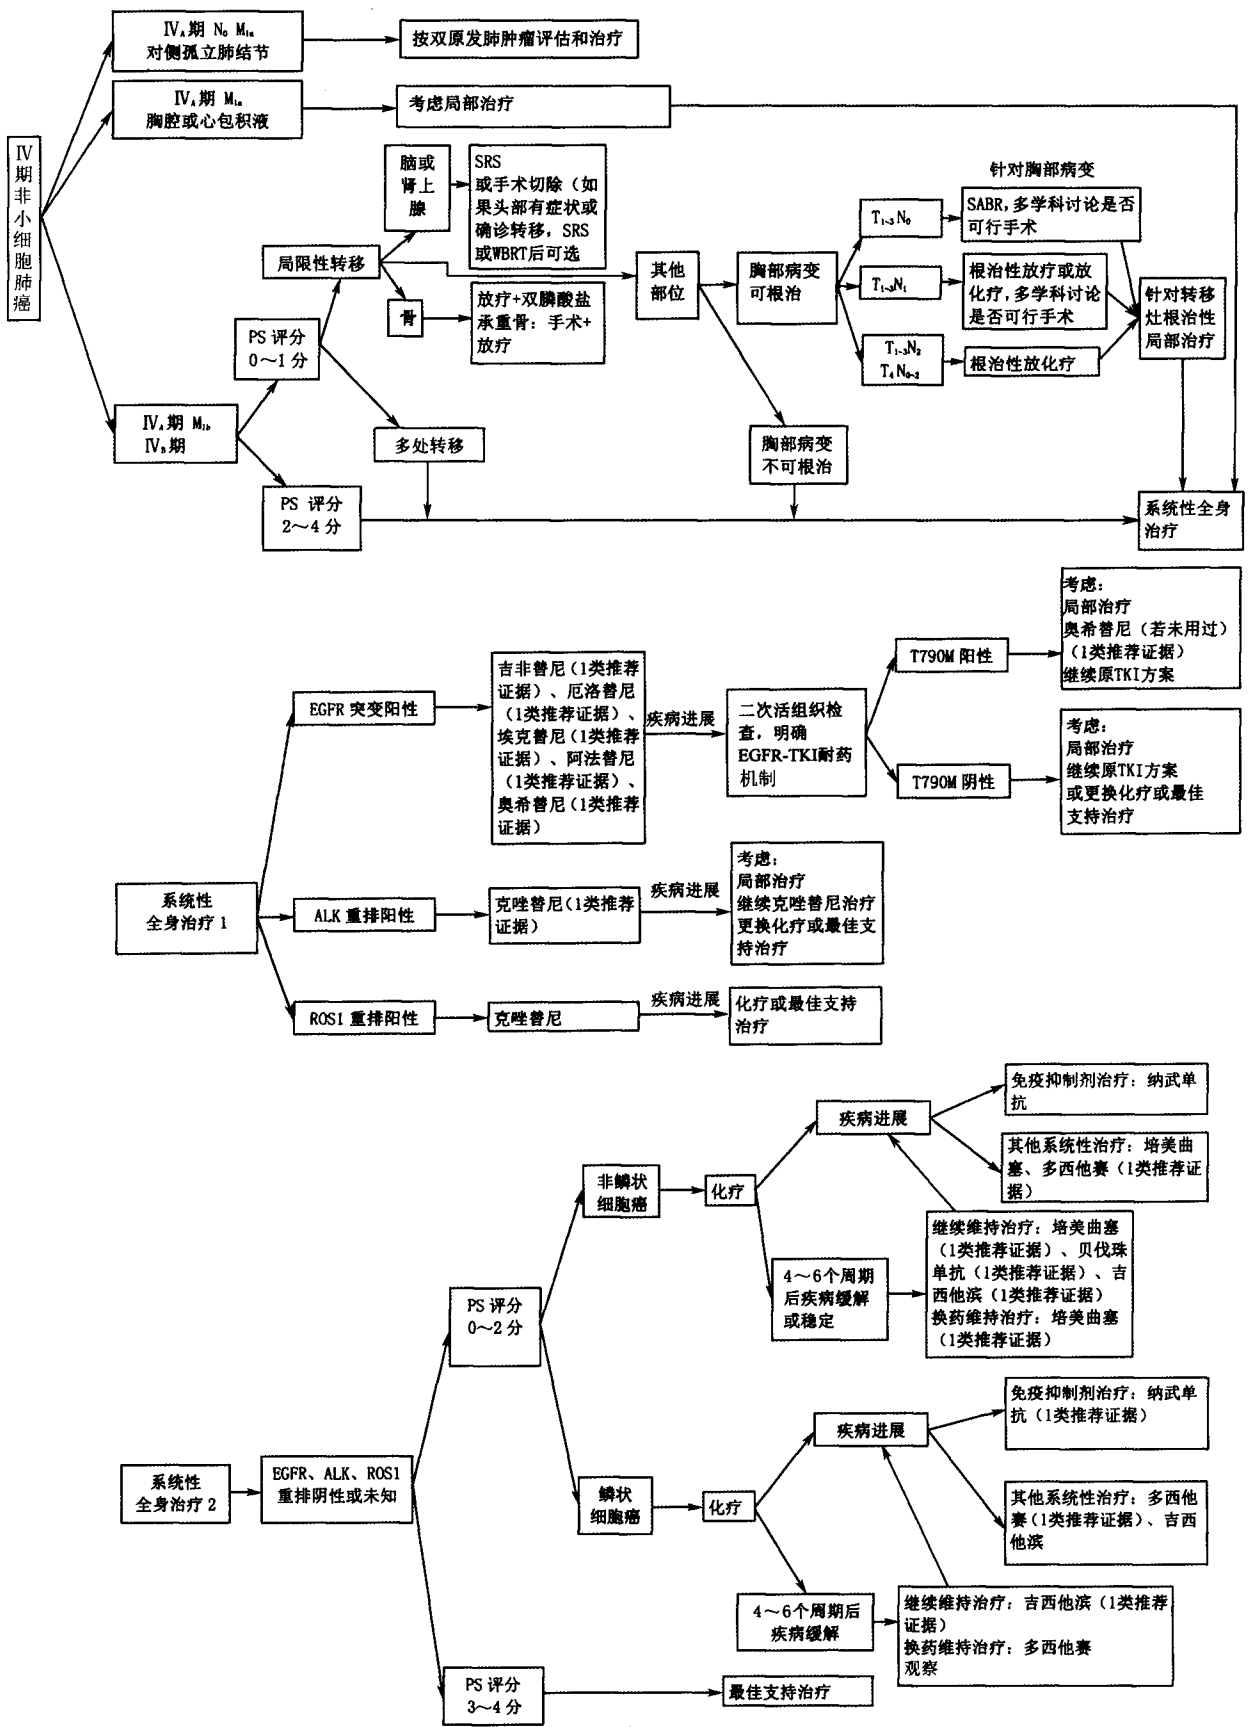 Ⅳ
期
非
小
细
胞
肺
癌
ⅣA期 N0 M1a
对侧孤立肺结节
按双原发肺肿瘤评估和治疗
ⅣA期 M1a
胸腔或心包积液
考虑局部治疗
ⅣA期 M1b
ⅣB期
PS 评分
0～1分
PS 评分
2～4分
局限性转移
多处转移
脑或
肾上
腺
SRS
或手术切除（如
果头部有症状或
确诊转移，SRS
或WBRT后可选
骨
放疗+双膦酸盐
承重骨：手术+
放疗
其他
部位
胸部病变
可根治
胸部病变
不可根治
针对胸部病变
T1~3 N0
SABR，多学科讨论是否
可行手术
T1~3N1
根治性放疗或放
化疗，多学科讨论
是否可行手术
T1~3N2
T4 N0~2
根治性放化疗
针对转移
灶根治性
局部治疗
系统性全身
治疗
系统性
全身治疗 1
EGFR 突变阳性
吉非替尼（1类推荐
证据）、厄洛替尼
（1类推荐证据）、
埃克替尼（1类推荐
证据）、阿法替尼
（1类推荐证据）、
奥希替尼（1类推荐
证据）
疾病进展
二次活组织检
查，明确
EGFR-TKI耐药
机制
T790M 阳性
考虑：
局部治疗
奥希替尼（若未用过）
（1类推荐证据）
继续原TKI方案
T790M 阴性
考虑：
局部治疗
继续原TKI方案
或更换化疗或最佳
支持治疗
ALK 重排阳性
克唑替尼（1类推荐
证据）
疾病进展
考虑：
局部治疗
继续克唑替尼治疗
更换化疗或最佳支
持治疗
ROS1 重排阳性
克唑替尼
疾病进展
化疗或最佳支持
治疗
系统性
全身治疗 2
EGFR、ALK、ROS1
重排阴性或未知
PS 评分
0～2分
非鳞状
细胞癌
化疗
疾病进展
免疫抑制剂治疗：纳武单
抗
其他系统性治疗：培美曲
塞、多西他赛（1类推荐证
据）
4～6个周期
后疾病缓解
或稳定
继续维持治疗：培美曲塞
（1类推荐证据）、贝伐珠
单抗（1类推荐证据）、吉
西他滨（1类推荐证据）
换药维持治疗：培美曲塞
（1类推荐证据）
鳞状
细胞癌
化疗
疾病进展
免疫抑制剂治疗：纳武单
抗（1类推荐证据）
其他系统性治疗：多西他
赛（1类推荐证据）、吉西
他滨
4～6个周期后
疾病缓解
继续维持治疗：吉西他滨（1类推荐
证据）
换药维持治疗：多西他赛
观察
PS 评分
3～4分
最佳支持治疗